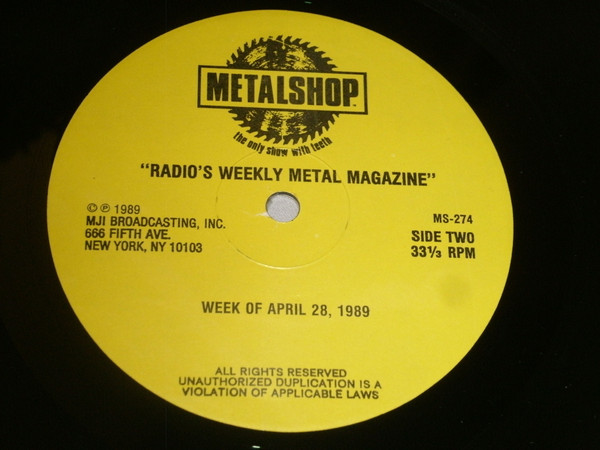 METALSHOP
the only show with teeth
"RADIO'S WEEKLY METAL MAGAZINE"
© ℗ 1989
MJI BROADCASTING, INC.
666 FIFTH AVE.
NEW YORK, NY 10103
MS-274
SIDE TWO
33⅓ RPM
WEEK OF APRIL 28, 1989
ALL RIGHTS RESERVED
UNAUTHORIZED DUPLICATION IS A
VIOLATION OF APPLICABLE LAWS